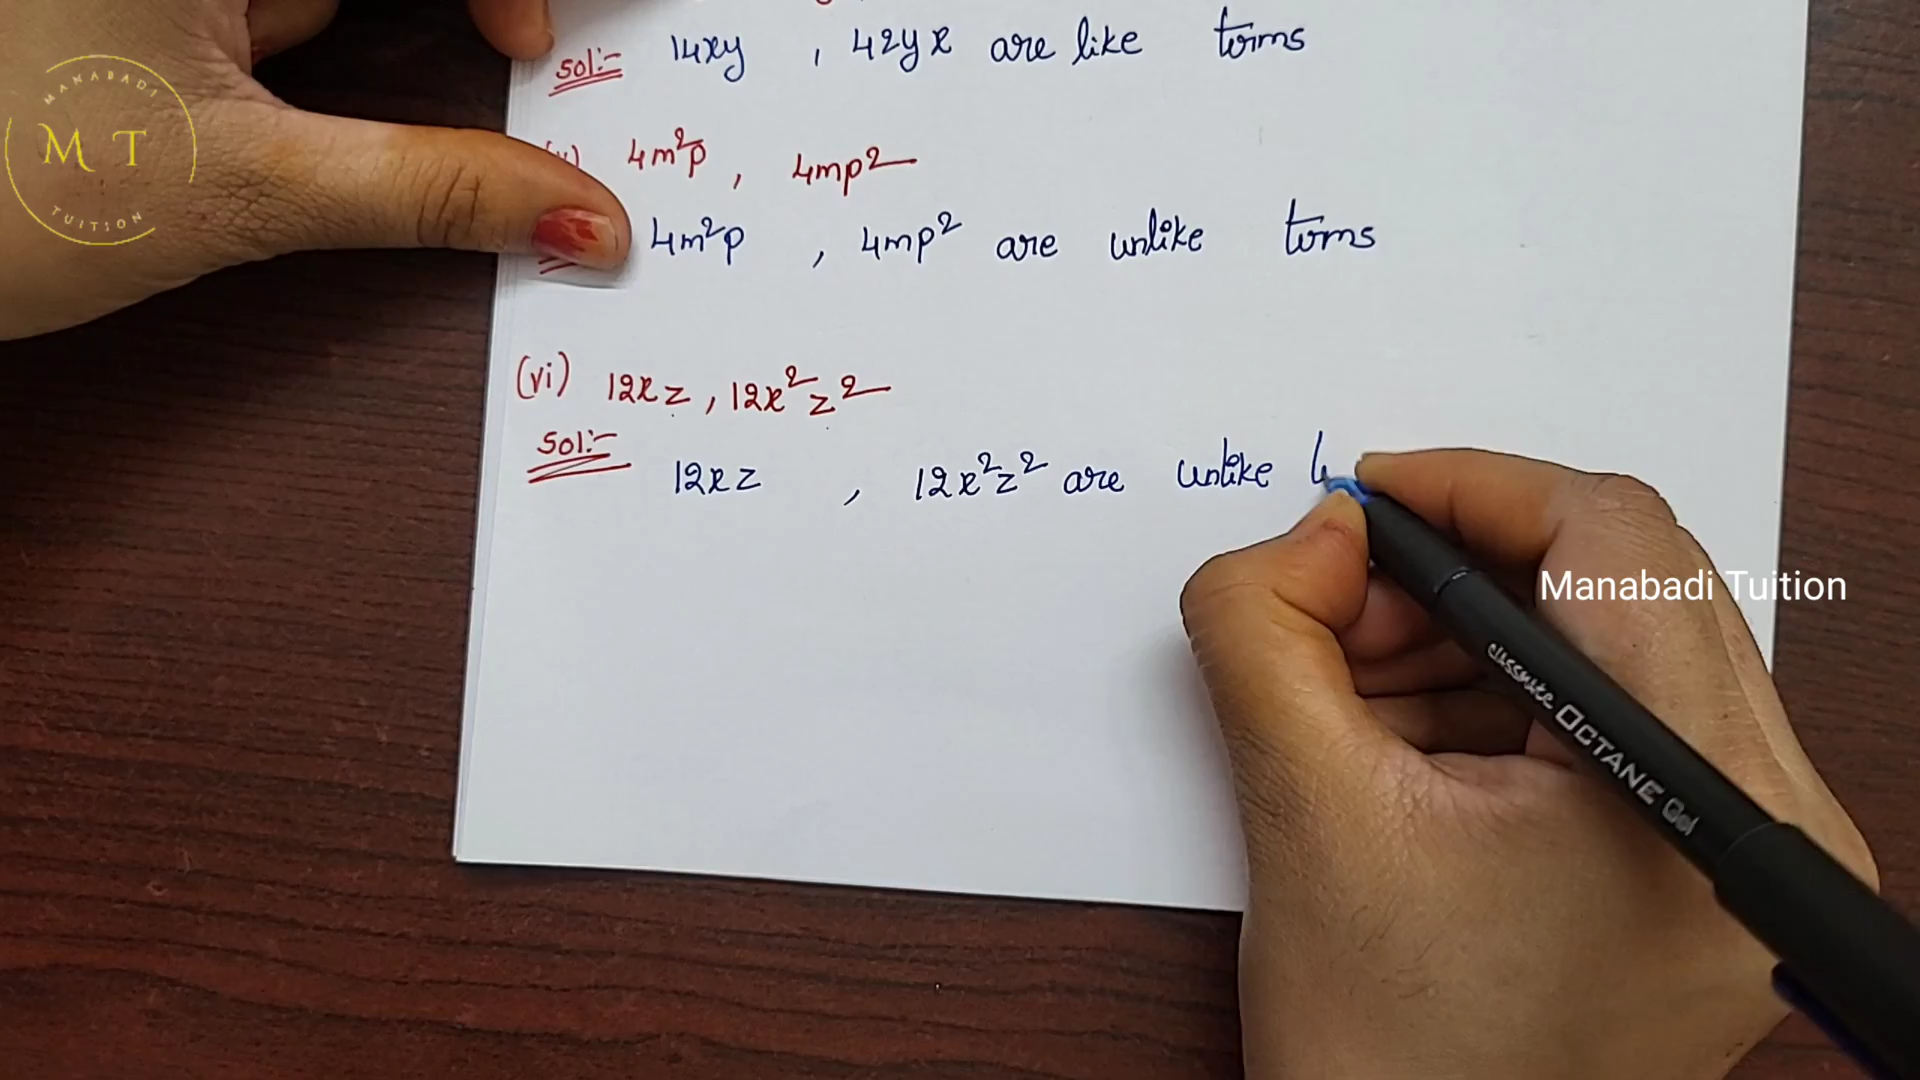 MANABADI
M T
TUITION
Sol:- 14xy , 42yx are like terms
4m²p , 4mp²
4m²p , 4mp² are unlike terms
(vi) 12xz , 12x²z²
Sol:-
12xz , 12x²z² are unlike
Manabadi Tuition
classmate OCTANE Gel